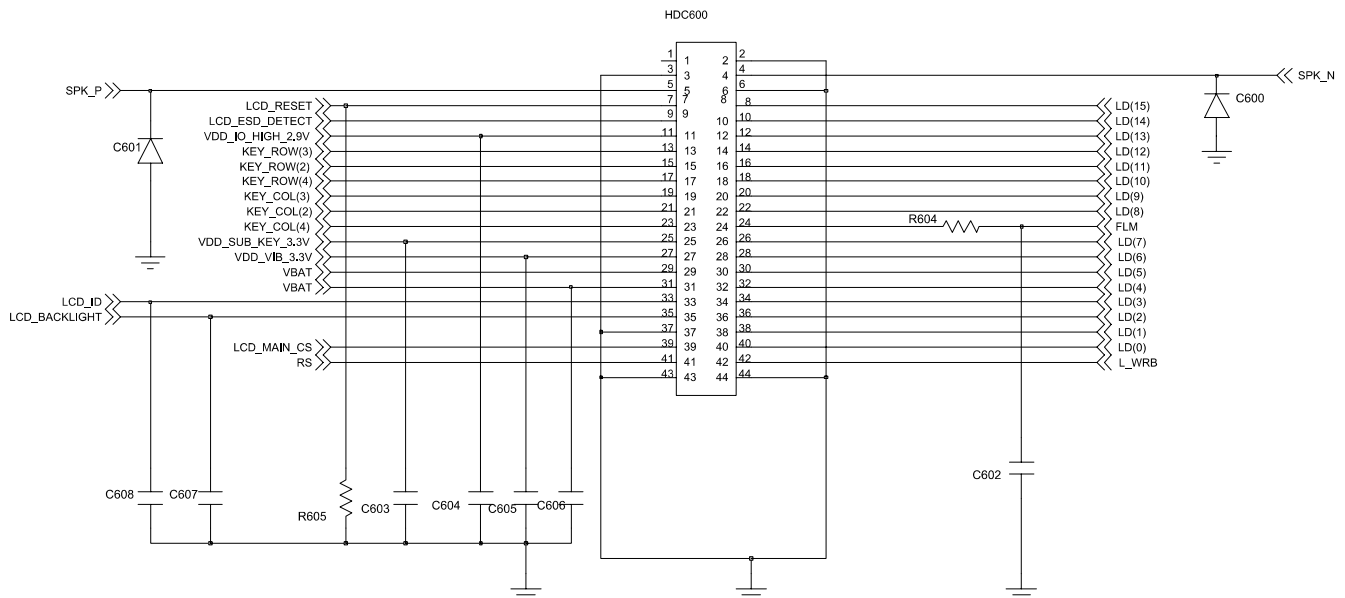 HDC600
1 1 2 2
3 3 4 4
SPK_N
SPK_P
5 5 6 6
C600
LCD_RESET 7 7 8 8 LD(15)
LCD_ESD_DETECT 9 9 10 10 LD(14)
VDD_IO_HIGH_2.9V 11 11 12 12 LD(13)
C601
KEY_ROW(3) 13 13 14 14 LD(12)
KEY_ROW(2) 15 15 16 16 LD(11)
KEY_ROW(4) 17 17 18 18 LD(10)
KEY_COL(3) 19 19 20 20 LD(9)
KEY_COL(2) 21 21 22 22 LD(8)
KEY_COL(4) 23 23 24 24 R604 FLM
VDD_SUB_KEY_3.3V 25 25 26 26 LD(7)
VDD_VIB_3.3V 27 27 28 28 LD(6)
VBAT 29 29 30 30 LD(5)
VBAT 31 31 32 32 LD(4)
LCD_ID 33 33 34 34 LD(3)
LCD_BACKLIGHT 35 35 36 36 LD(2)
37 37 38 38 LD(1)
LCD_MAIN_CS 39 39 40 40 LD(0)
RS 41 41 42 42 L_WRB
43 43 44 44
C602
C608 C607 R605 C603 C604 C605 C606